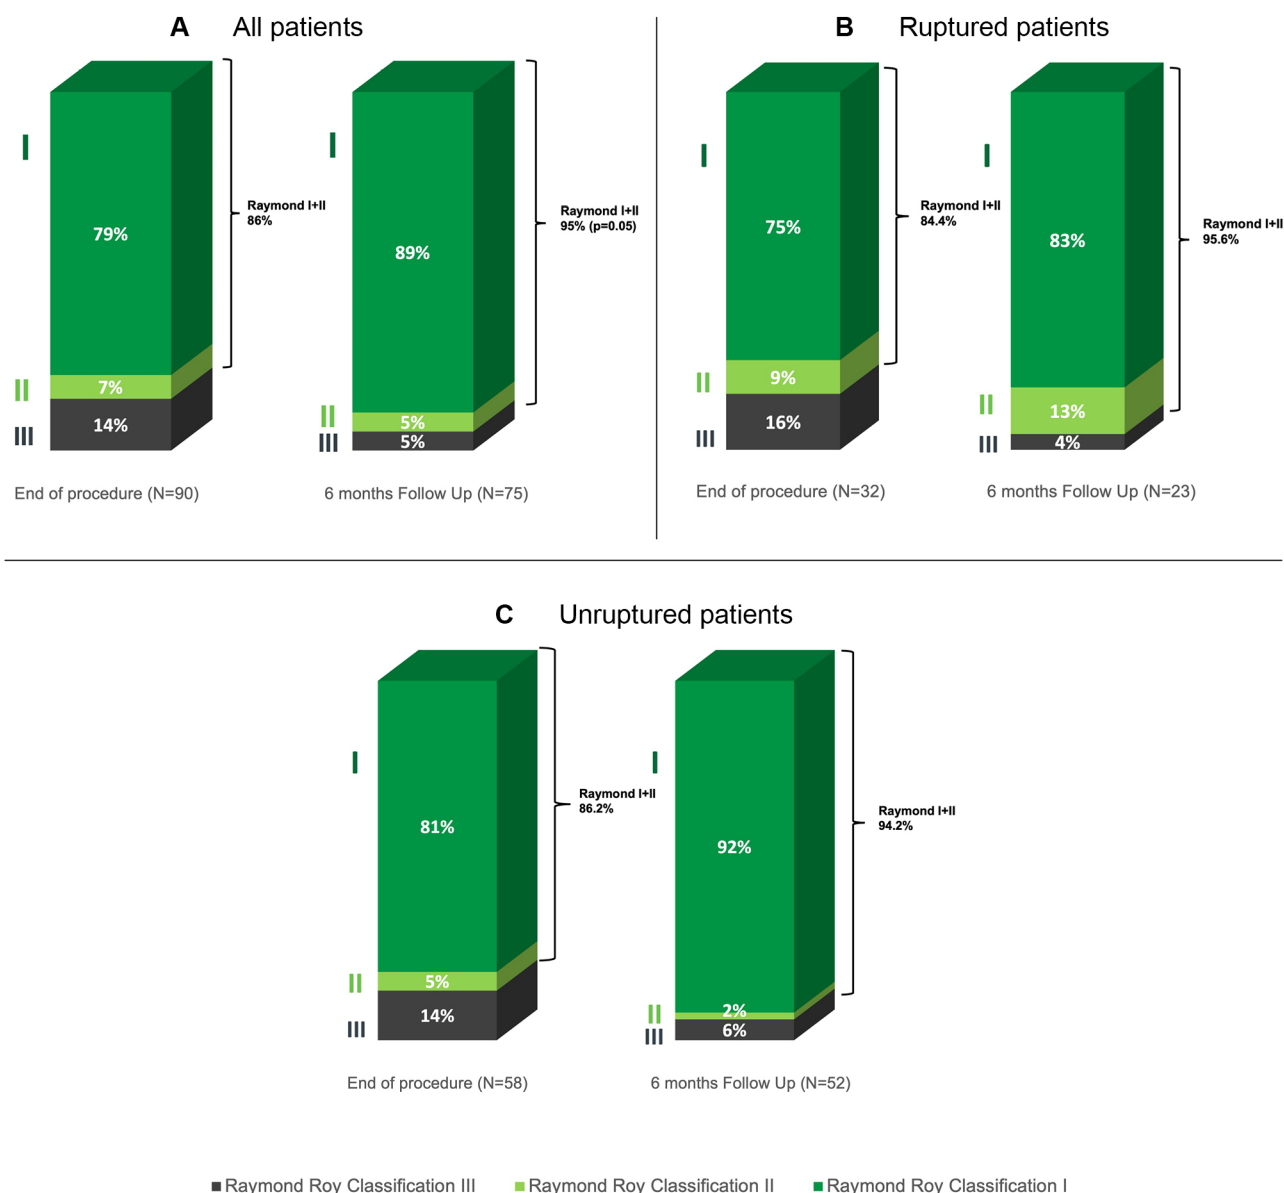 A All patients
I
79%
Raymond I+II
86%
II
7%
III
14%
End of procedure (N=90)
I
89%
Raymond I+II
95% (p=0.05)
II
5%
III
5%
6 months Follow Up (N=75)
B Ruptured patients
I
75%
Raymond I+II
84.4%
II
9%
III
16%
End of procedure (N=32)
I
83%
Raymond I+II
95.6%
II
13%
III
4%
6 months Follow Up (N=23)
C Unruptured patients
I
81%
Raymond I+II
86.2%
II
5%
III
14%
End of procedure (N=58)
I
92%
Raymond I+II
94.2%
II
2%
III
6%
6 months Follow Up (N=52)
Raymond Roy Classification III Raymond Roy Classification II Raymond Roy Classification I